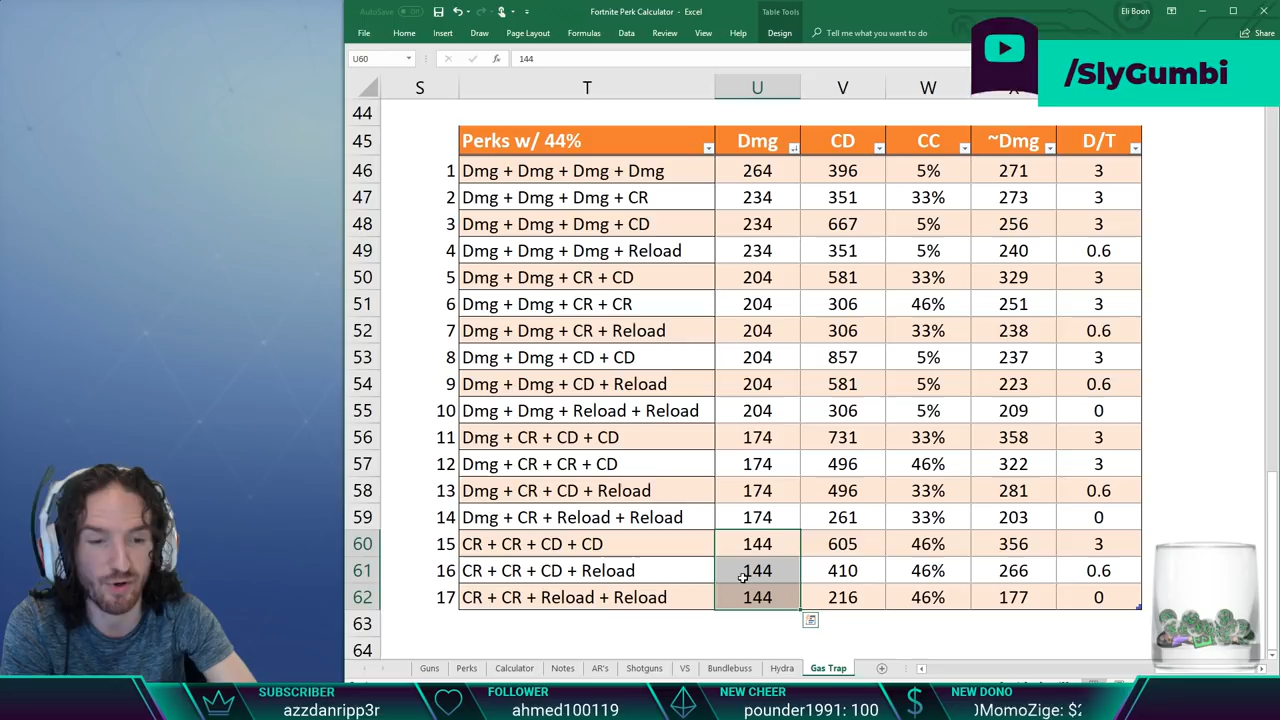 AutoSave Off
Fortnite Perk Calculator - Excel
Table Tools
Eli Boon
File Home Insert Draw Page Layout Formulas Data Review View Help Design Tell me what you want to do Share
/SlyGumbi
U60 fx 144
S T U V W
44
45 Perks w/ 44% Dmg CD CC ~Dmg D/T
46 1 Dmg + Dmg + Dmg + Dmg 264 396 5% 271 3
47 2 Dmg + Dmg + Dmg + CR 234 351 33% 273 3
48 3 Dmg + Dmg + Dmg + CD 234 667 5% 256 3
49 4 Dmg + Dmg + Dmg + Reload 234 351 5% 240 0.6
50 5 Dmg + Dmg + CR + CD 204 581 33% 329 3
51 6 Dmg + Dmg + CR + CR 204 306 46% 251 3
52 7 Dmg + Dmg + CR + Reload 204 306 33% 238 0.6
53 8 Dmg + Dmg + CD + CD 204 857 5% 237 3
54 9 Dmg + Dmg + CD + Reload 204 581 5% 223 0.6
55 10 Dmg + Dmg + Reload + Reload 204 306 5% 209 0
56 11 Dmg + CR + CD + CD 174 731 33% 358 3
57 12 Dmg + CR + CR + CD 174 496 46% 322 3
58 13 Dmg + CR + CD + Reload 174 496 33% 281 0.6
59 14 Dmg + CR + Reload + Reload 174 261 33% 203 0
60 15 CR + CR + CD + CD 144 605 46% 356 3
61 16 CR + CR + CD + Reload 144 410 46% 266 0.6
62 17 CR + CR + Reload + Reload 144 216 46% 177 0
63
64
Guns Perks Calculator Notes AR's Shotguns VS Bundlebuss Hydra Gas Trap
SUBSCRIBER FOLLOWER NEW CHEER NEW DONO
azzdanripp3r ahmed100119 pounder1991: 100 MomoZige: $2